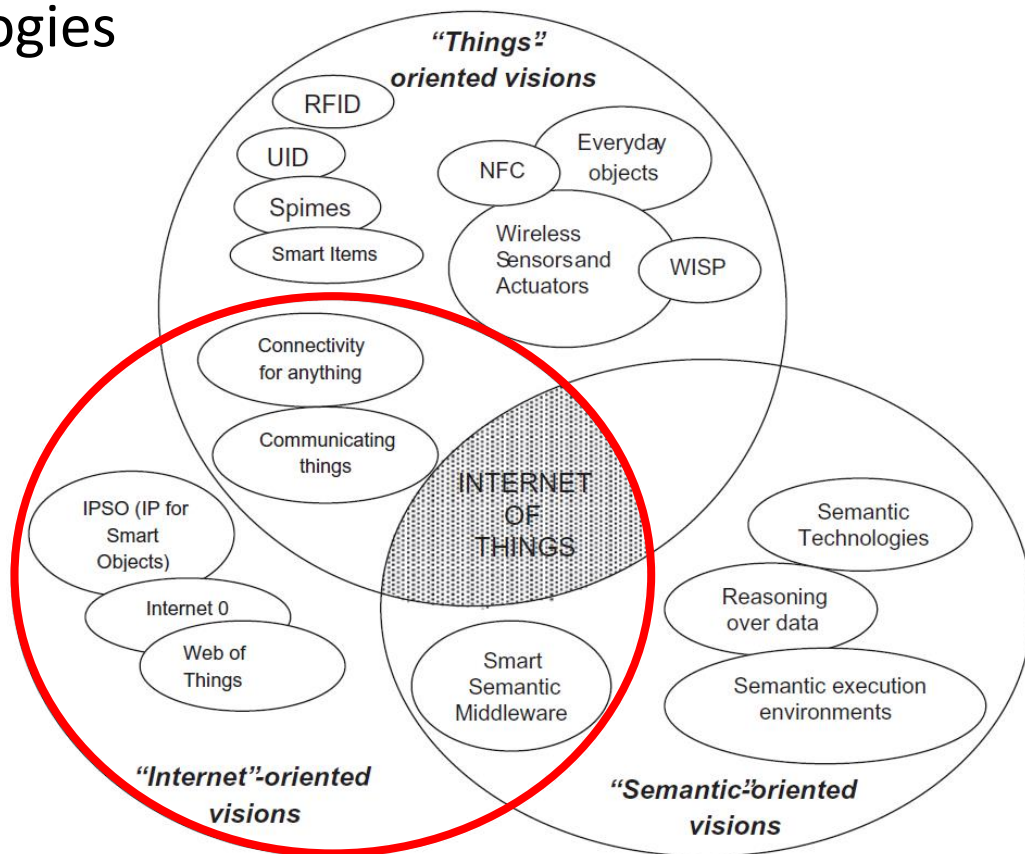 ogies
“Things”-
oriented visions
RFID
UID
Spimes
Smart Items
NFC
Everyday
objects
Wireless
Sensors and
Actuators
WISP
Connectivity
for anything
Communicating
things
INTERNET
OF
THINGS
IPSO (IP for
Smart
Objects)
Internet 0
Web of
Things
Semantic
Technologies
Reasoning
over data
Semantic execution
environments
Smart
Semantic
Middleware
“Internet”-oriented
visions
“Semantic”-oriented
visions